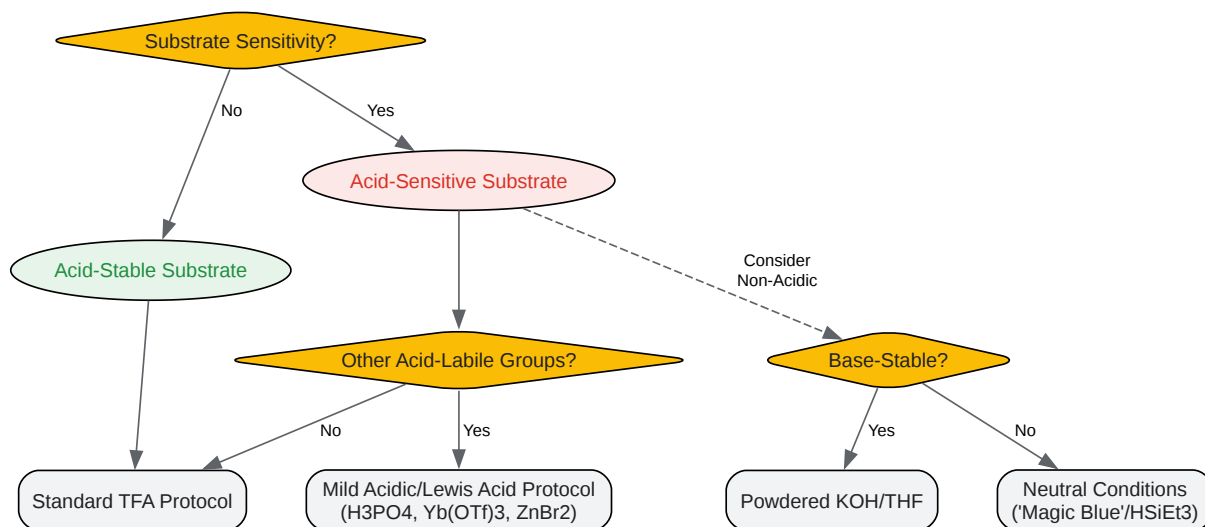 Substrate Sensitivity?
No
Yes
Acid-Sensitive Substrate
Acid-Stable Substrate
Consider
Non-Acidic
Other Acid-Labile Groups?
Base-Stable?
No
Yes
Yes
No
Standard TFA Protocol
Mild Acidic/Lewis Acid Protocol
(H3PO4, Yb(OTf)3, ZnBr2)
Powdered KOH/THF
Neutral Conditions
('Magic Blue'/HSiEt3)